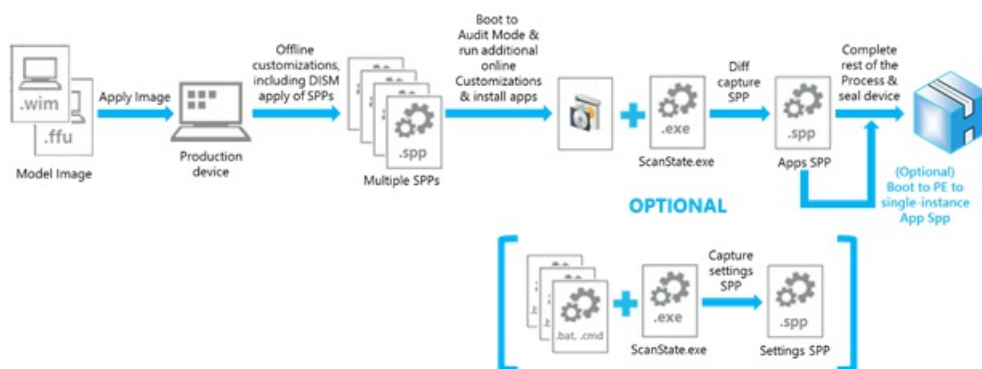 .wim
.ffu
Model Image
Apply Image
Production
device
Offline
customizations,
including DISM
apply of SPPs
.spp
Multiple SPPs
Boot to
Audit Mode &
run additional
online
Customizations
& install apps
.exe
ScanState.exe
Diff
capture
SPP
.spp
Apps SPP
Complete
rest of the
Process &
seal device
(Optional)
Boot to PE to
single-instance
App Spp
OPTIONAL
.bat, .cmd
.exe
ScanState.exe
Capture
settings
SPP
.spp
Settings SPP